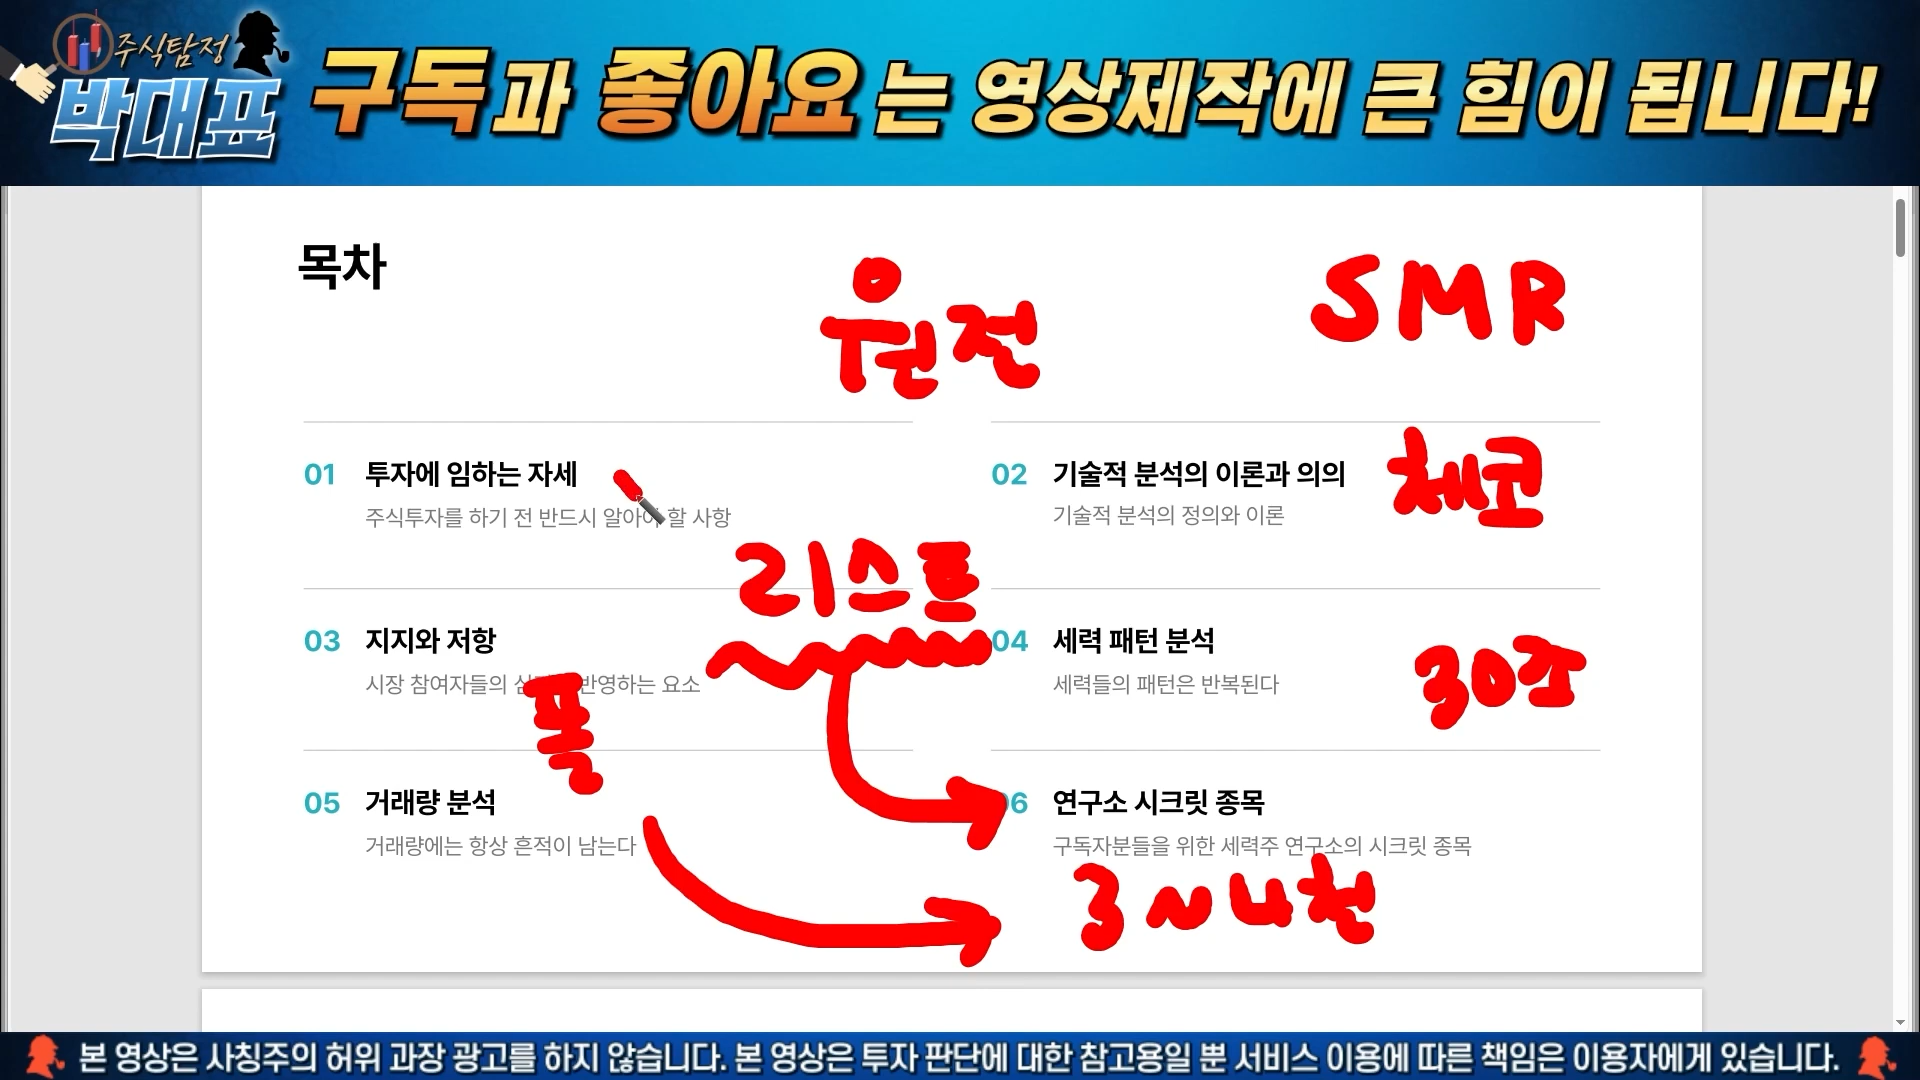 주식탐정
박대표
구독과 좋아요는 영상제작에 큰 힘이 됩니다!
목차
원전
SMR
01 투자에 임하는 자세
주식투자를 하기 전 반드시 알아야 할 사항
02 기술적 분석의 이론과 의의
기술적 분석의 정의와 이론
체코
리스트
03 지지와 저항
시장 참여자들의 반영하는 요소
04 세력 패턴 분석
세력들의 패턴은 반복된다
30조
폴
05 거래량 분석
거래량에는 항상 흔적이 남는다
06 연구소 시크릿 종목
구독자분들을 위한 세력주 연구소의 시크릿 종목
3~4천
본 영상은 사칭주의 허위 과장 광고를 하지 않습니다. 본 영상은 투자 판단에 대한 참고용일 뿐 서비스 이용에 따른 책임은 이용자에게 있습니다.